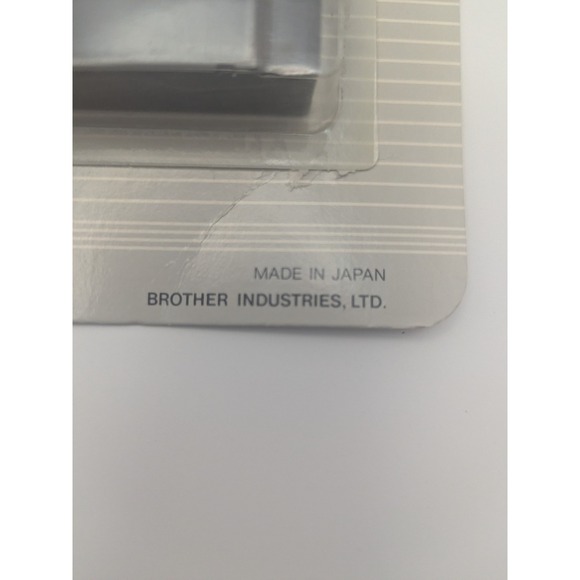 MADE IN JAPAN
BROTHER INDUSTRIES, LTD.